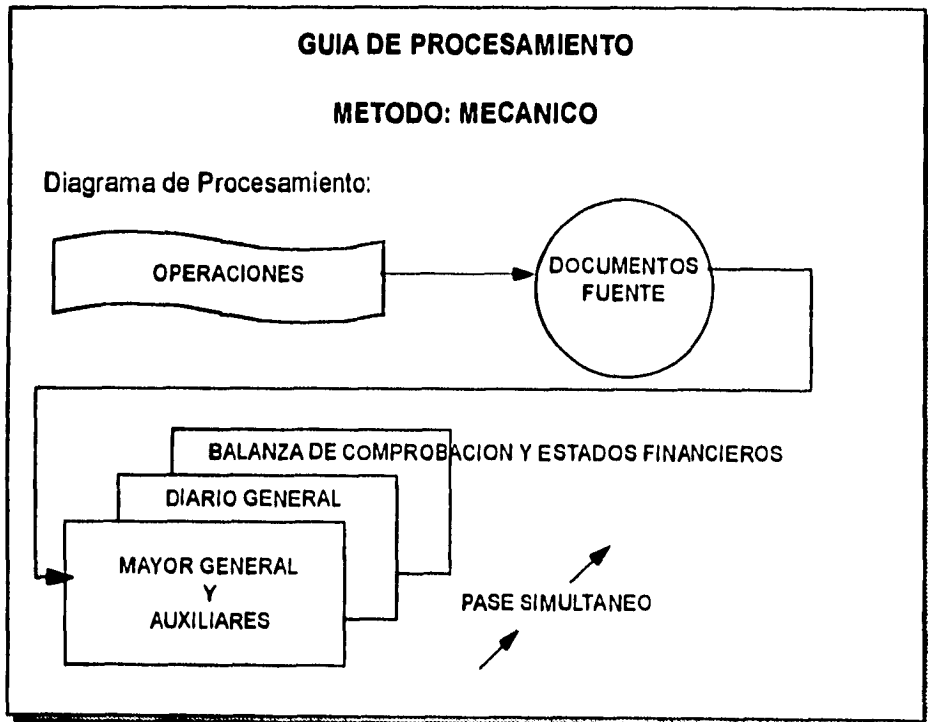 GUIA DE PROCESAMIENTO
METODO: MECANICO
Diagrama de Procesamiento:
OPERACIONES
DOCUMENTOS
FUENTE
BALANZA DE COMPROBACION Y ESTADOS FINANCIEROS
DIARIO GENERAL
MAYOR GENERAL
Y
AUXILIARES
PASE SIMULTANEO